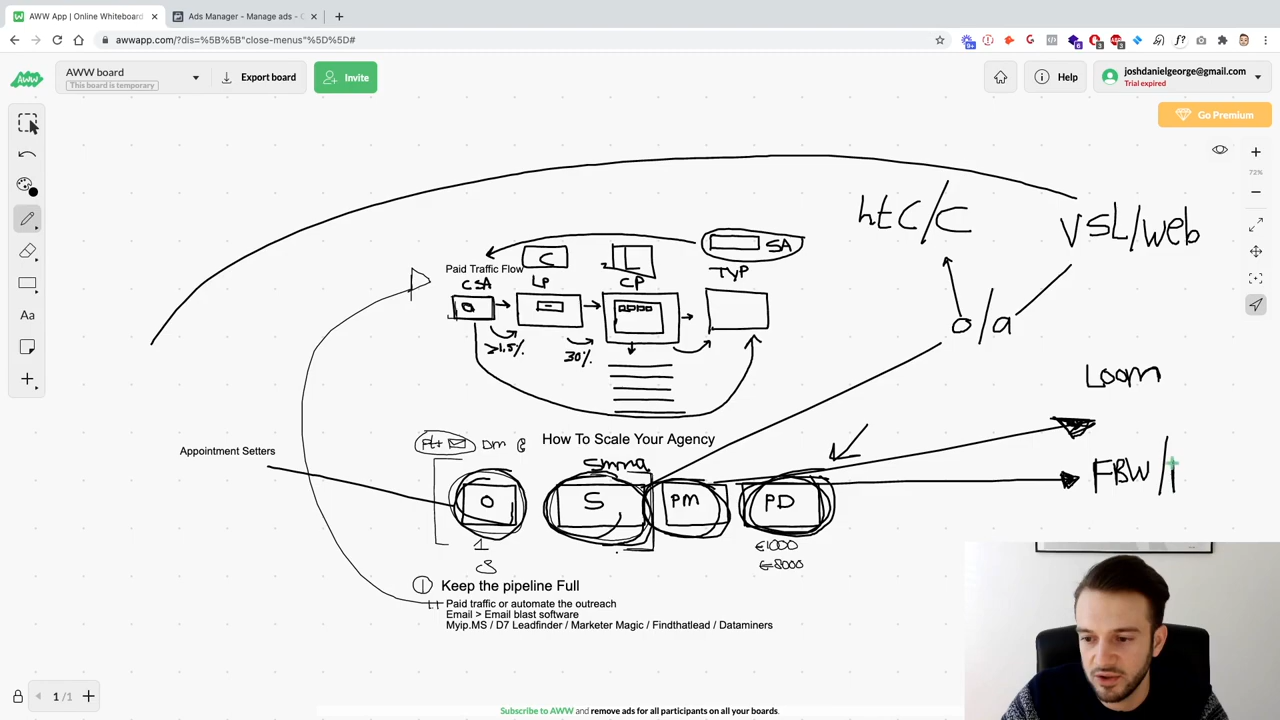 AWW App | Online Whiteboard
Ads Manager - Manage ads - C
awwapp.com/?dis=%5B%5B"close-menus"%5D%5D#
AWW board
This board is temporary
Export board
Invite
Help
joshdanielgeorge@gmail.com
Trial expired
Go Premium
72%
htC/C
VSL/web
SA
C
L
Paid Traffic Flow
CSA
LP
CP
TYP
o/a
>1.5%
30%
Loom
How To Scale Your Agency
DM
Smma
Appointment Setters
O
S
PM
PD
FBW/
1
€1000
€8000
1 Keep the pipeline Full
Paid traffic or automate the outreach
Email > Email blast software
Myip.MS / D7 Leadfinder / Marketer Magic / Findthatlead / Dataminers
1/1
Subscribe to AWW and remove ads for all participants on all your boards.